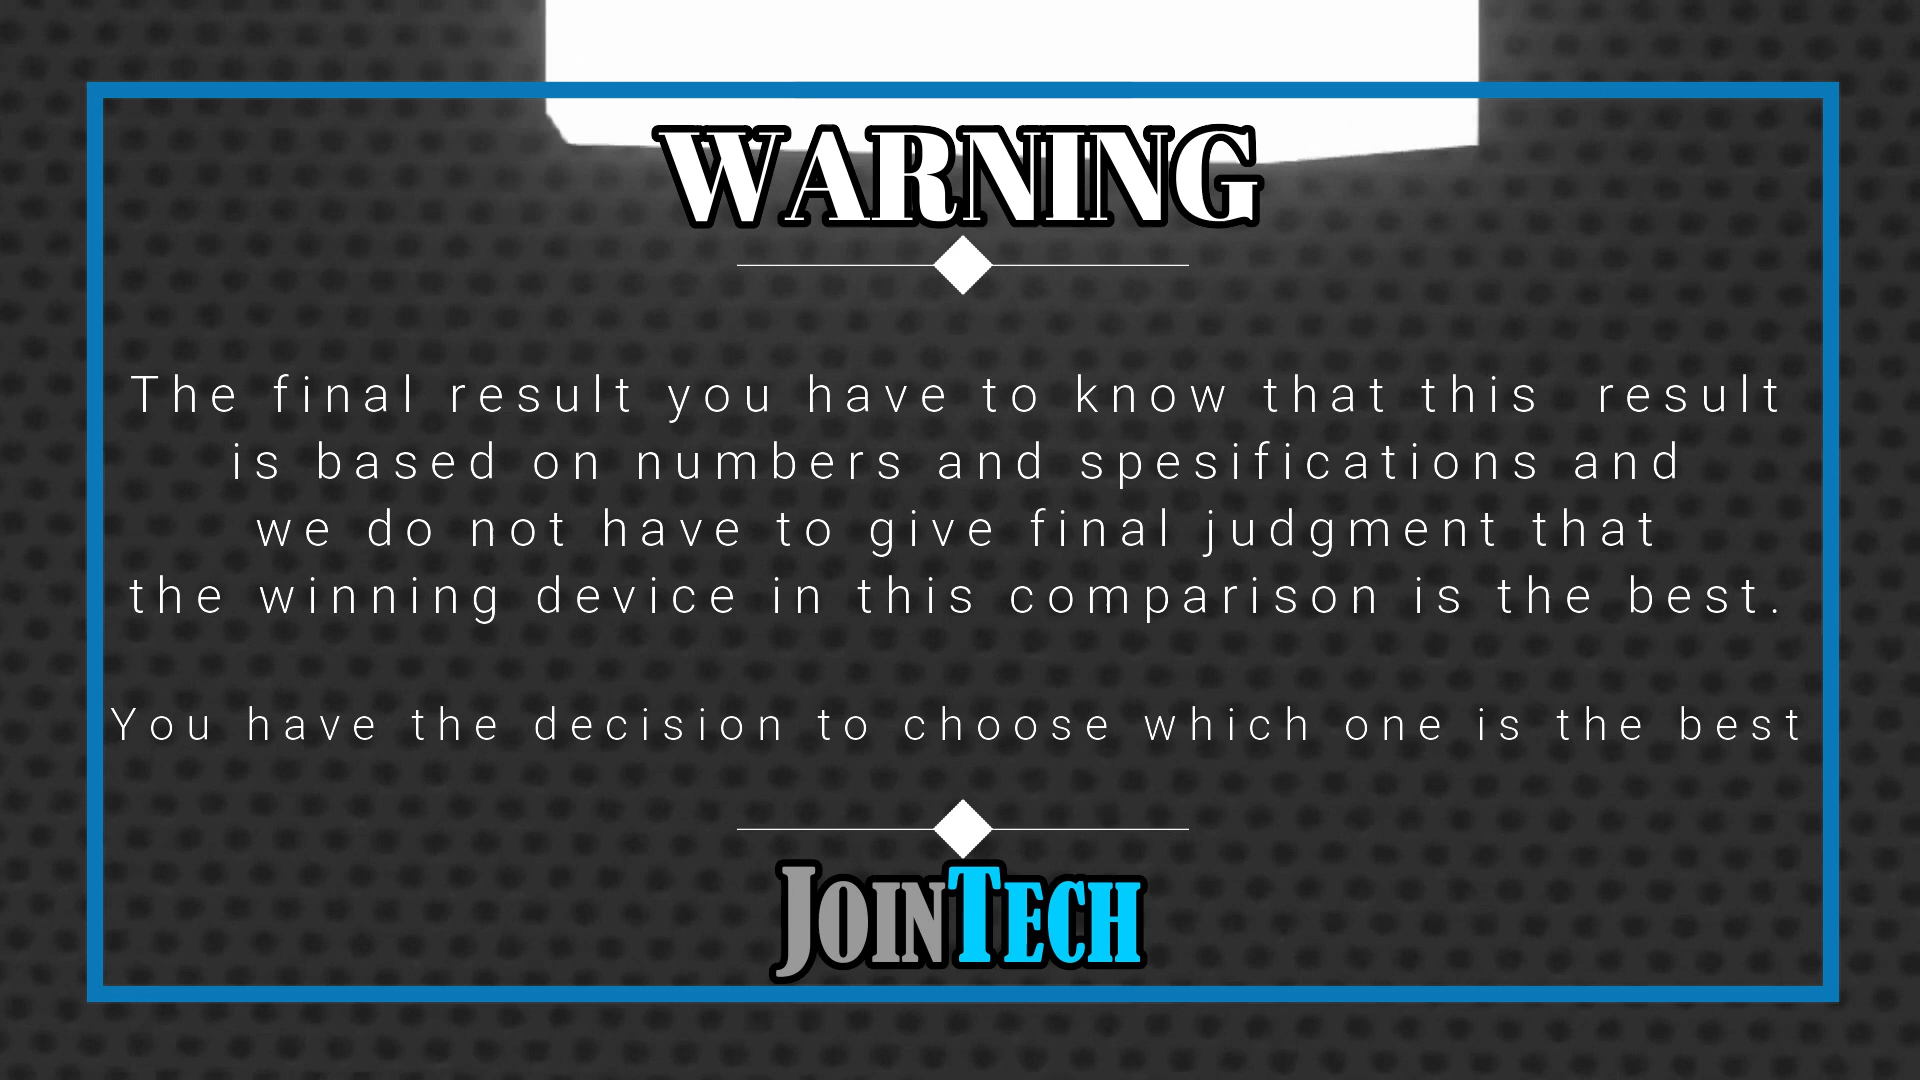 WARNING
The final result you have to know that this result
is based on numbers and spesifications and
we do not have to give final judgment that
the winning device in this comparison is the best.
You have the decision to choose which one is the best
JOINTECH